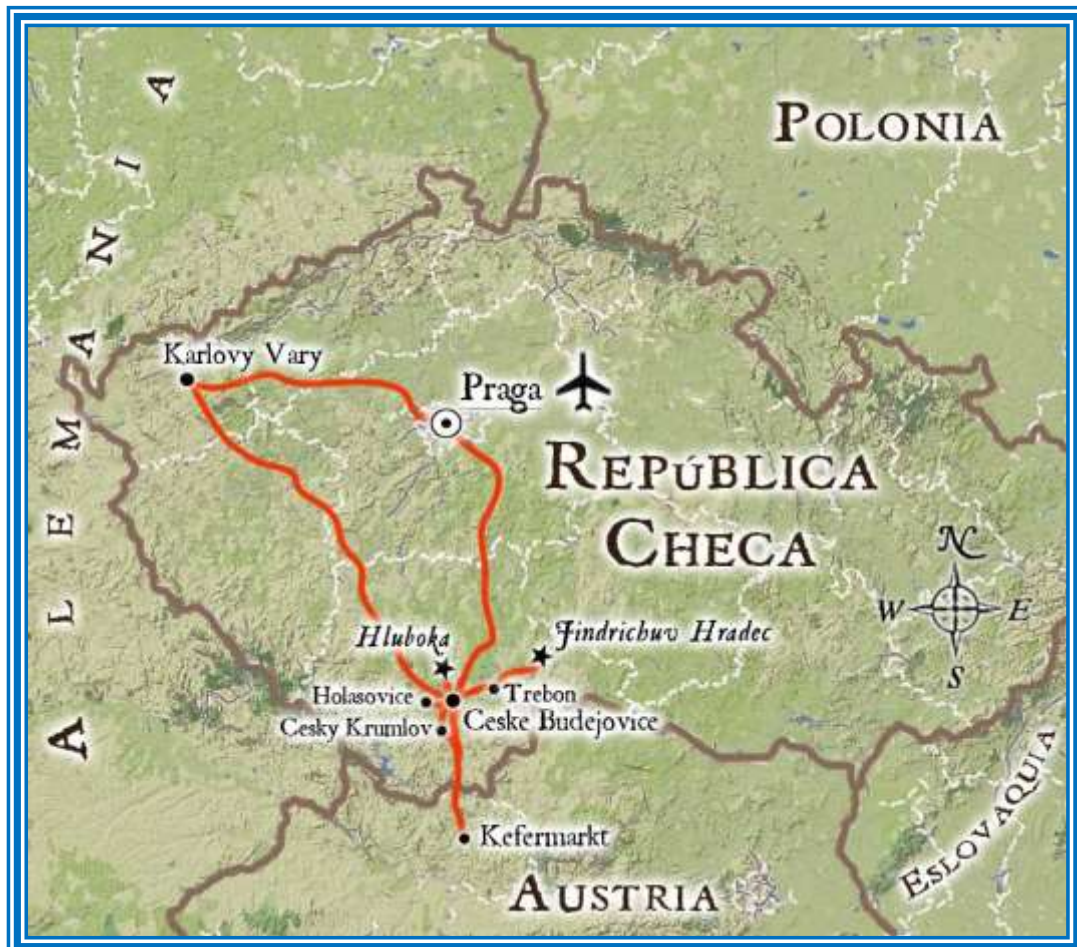 POLONIA
ALEMANIA
Karlovy Vary
Praga
REPÚBLICA
CHECA
N
W E
S
Hluboka
Jindrichuv Hradec
Holasovice
Trebon
Cesky Krumlov
Ceske Budejovice
Kefermarkt
AUSTRIA
ESLOVAQUIA